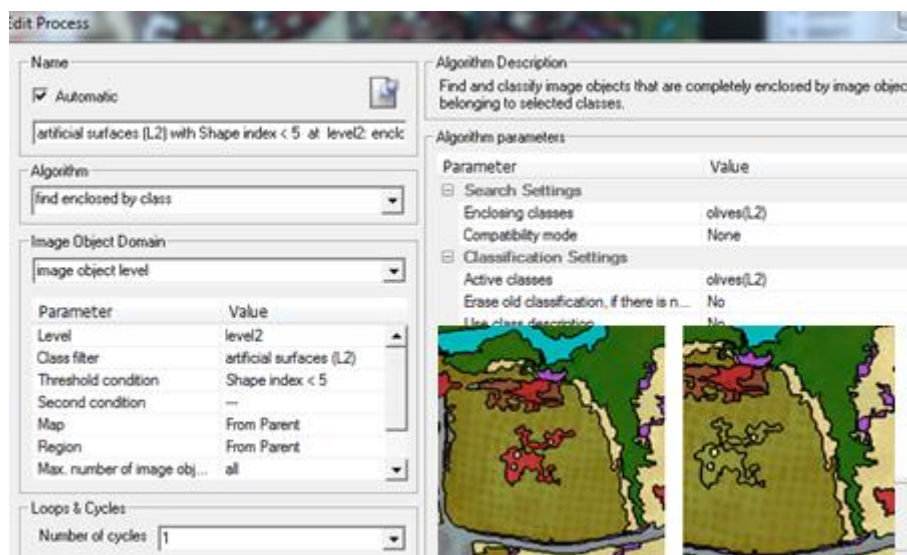 dit Process
Name
Automatic
artificial surfaces (L2) with Shape index < 5 at level2: enclo
Algorithm
find enclosed by class
Image Object Domain
image object level
Parameter Value
Level level2
Class filter artificial surfaces (L2)
Threshold condition Shape index < 5
Second condition ---
Map From Parent
Region From Parent
Max. number of image obj... all
Loops & Cycles
Number of cycles 1
Algorithm Description
Find and classify image objects that are completely enclosed by image objec
belonging to selected classes.
Algorithm parameters
Parameter Value
Search Settings
Enclosing classes olives(L2)
Compatibility mode None
Classification Settings
Active classes olives(L2)
Erase old classification, if there is n... No
Use class description No